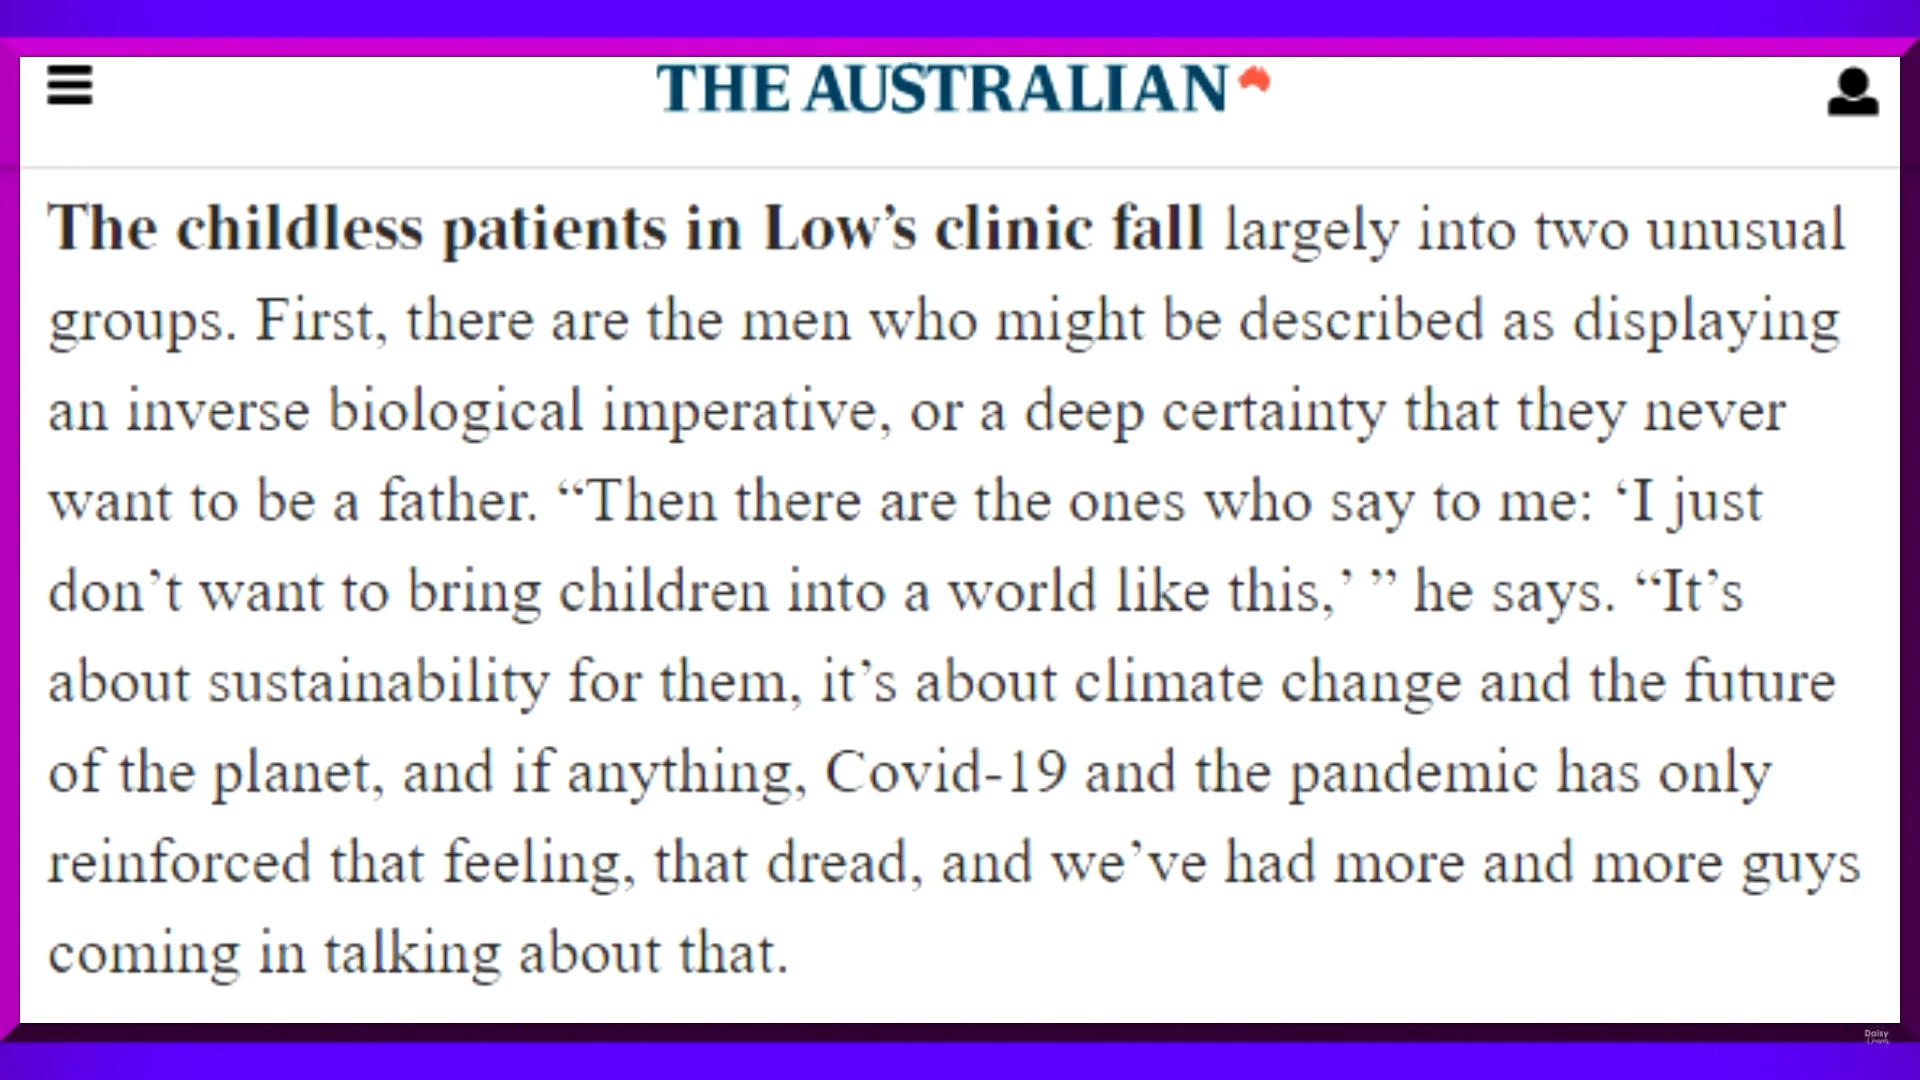 THE AUSTRALIAN
The childless patients in Low’s clinic fall largely into two unusual
groups. First, there are the men who might be described as displaying
an inverse biological imperative, or a deep certainty that they never
want to be a father. “Then there are the ones who say to me: ‘I just
don’t want to bring children into a world like this,’ ” he says. “It’s
about sustainability for them, it’s about climate change and the future
of the planet, and if anything, Covid-19 and the pandemic has only
reinforced that feeling, that dread, and we’ve had more and more guys
coming in talking about that.
Daisy